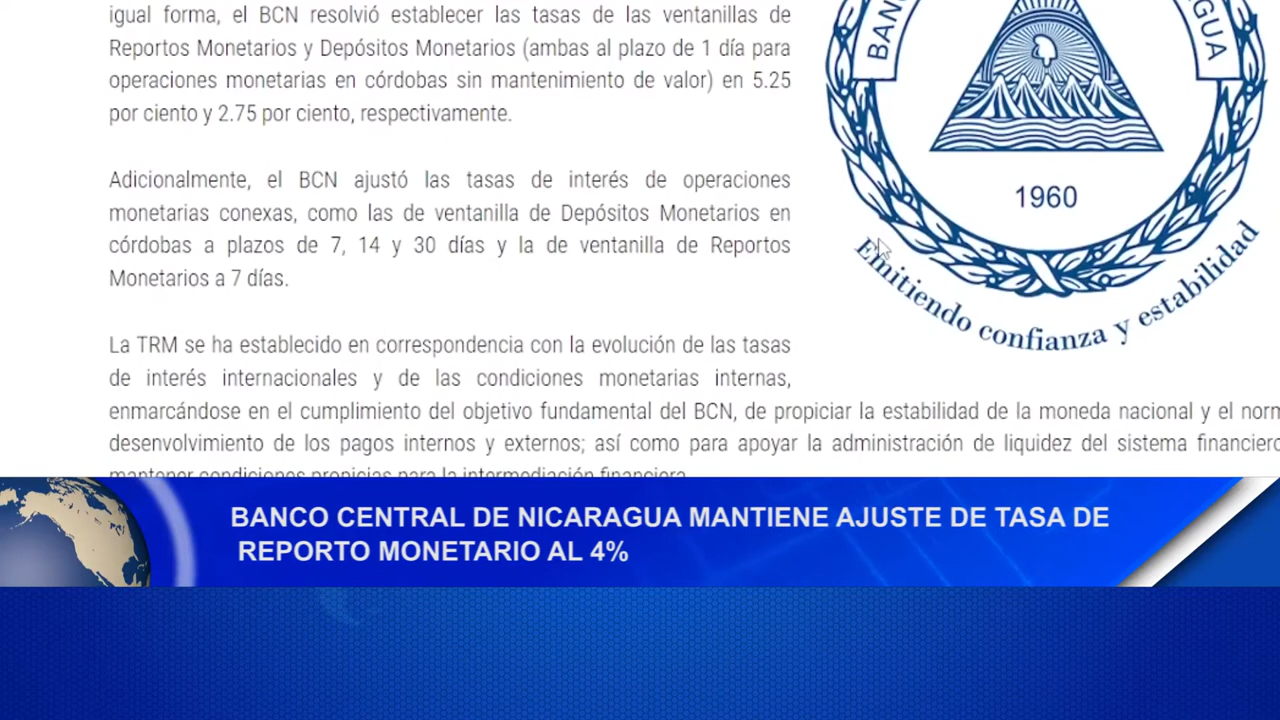 igual forma, el BCN resolvió establecer las tasas de las ventanillas de
Reportos Monetarios y Depósitos Monetarios (ambas al plazo de 1 día para
operaciones monetarias en córdobas sin mantenimiento de valor) en 5.25
por ciento y 2.75 por ciento, respectivamente.
Adicionalmente, el BCN ajustó las tasas de interés de operaciones
monetarias conexas, como las de ventanilla de Depósitos Monetarios en
córdobas a plazos de 7, 14 y 30 días y la de ventanilla de Reportos
Monetarios a 7 días.
La TRM se ha establecido en correspondencia con la evolución de las tasas
de interés internacionales y de las condiciones monetarias internas,
enmarcándose en el cumplimiento del objetivo fundamental del BCN, de propiciar la estabilidad de la moneda nacional y el
desenvolvimiento de los pagos internos y externos; así como para apoyar la administración de liquidez del sistema financiero
mantener condiciones propicias para la intermediación financiera
1960
Emitiendo confianza y estabilidad
BANCO CENTRAL DE NICARAGUA MANTIENE AJUSTE DE TASA DE
REPORTO MONETARIO AL 4%